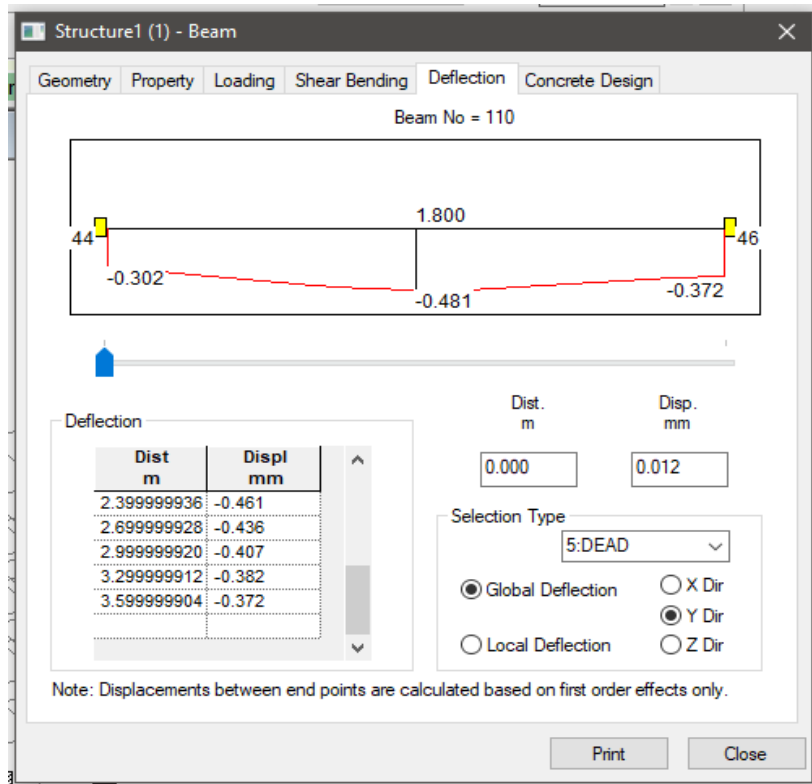 Structure1 (1) - Beam
Geometry Property Loading Shear Bending Deflection Concrete Design
Beam No = 110
1.800
44 46
-0.302 -0.481 -0.372
Dist. Disp.
m mm
0.000 0.012
Deflection
Dist Displ
m mm
2.399999936 -0.461
2.699999928 -0.436
2.999999920 -0.407
3.299999912 -0.382
3.599999904 -0.372
Selection Type
5:DEAD
Global Deflection X Dir
Y Dir
Local Deflection Z Dir
Note: Displacements between end points are calculated based on first order effects only.
Print Close